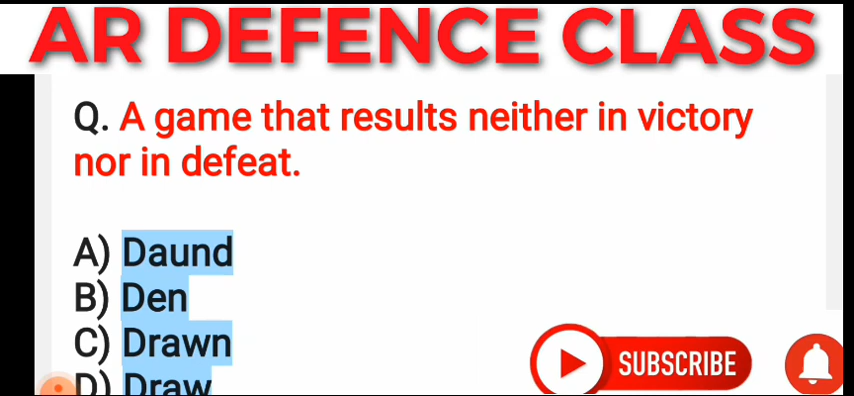 AR DEFENCE CLASS
Q. A game that results neither in victory
nor in defeat.
A) Daund
B) Den
C) Drawn
D) Draw
SUBSCRIBE